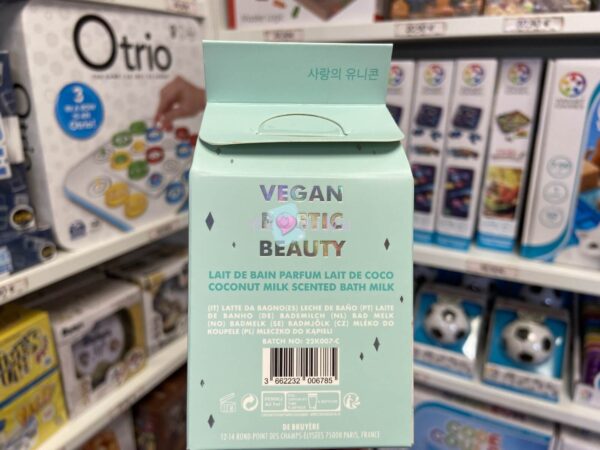 사랑의 유니콘
Otrio
3
VEGAN
POETIC
BEAUTY
LAIT DE BAIN PARFUM LAIT DE COCO
COCONUT MILK SCENTED BATH MILK
(IT) LATTE DA BAGNO(ES) LECHE DE BAÑO (PT) LAITE
DE BANHO (DE) BADEMILCH (NL) BAD MELK
(NO) BADMELK (SE) BADMJÖLK (CZ) MLEKO DO
KOUPELE (PL) MLECZKO DO KĄPIELI
BATCH NO: 23K007-C
3 662232 006785
DE BRUYÈRE
12-14 ROND-POINT DES CHAMPS-ÉLYSÉES 75008 PARIS, FRANCE